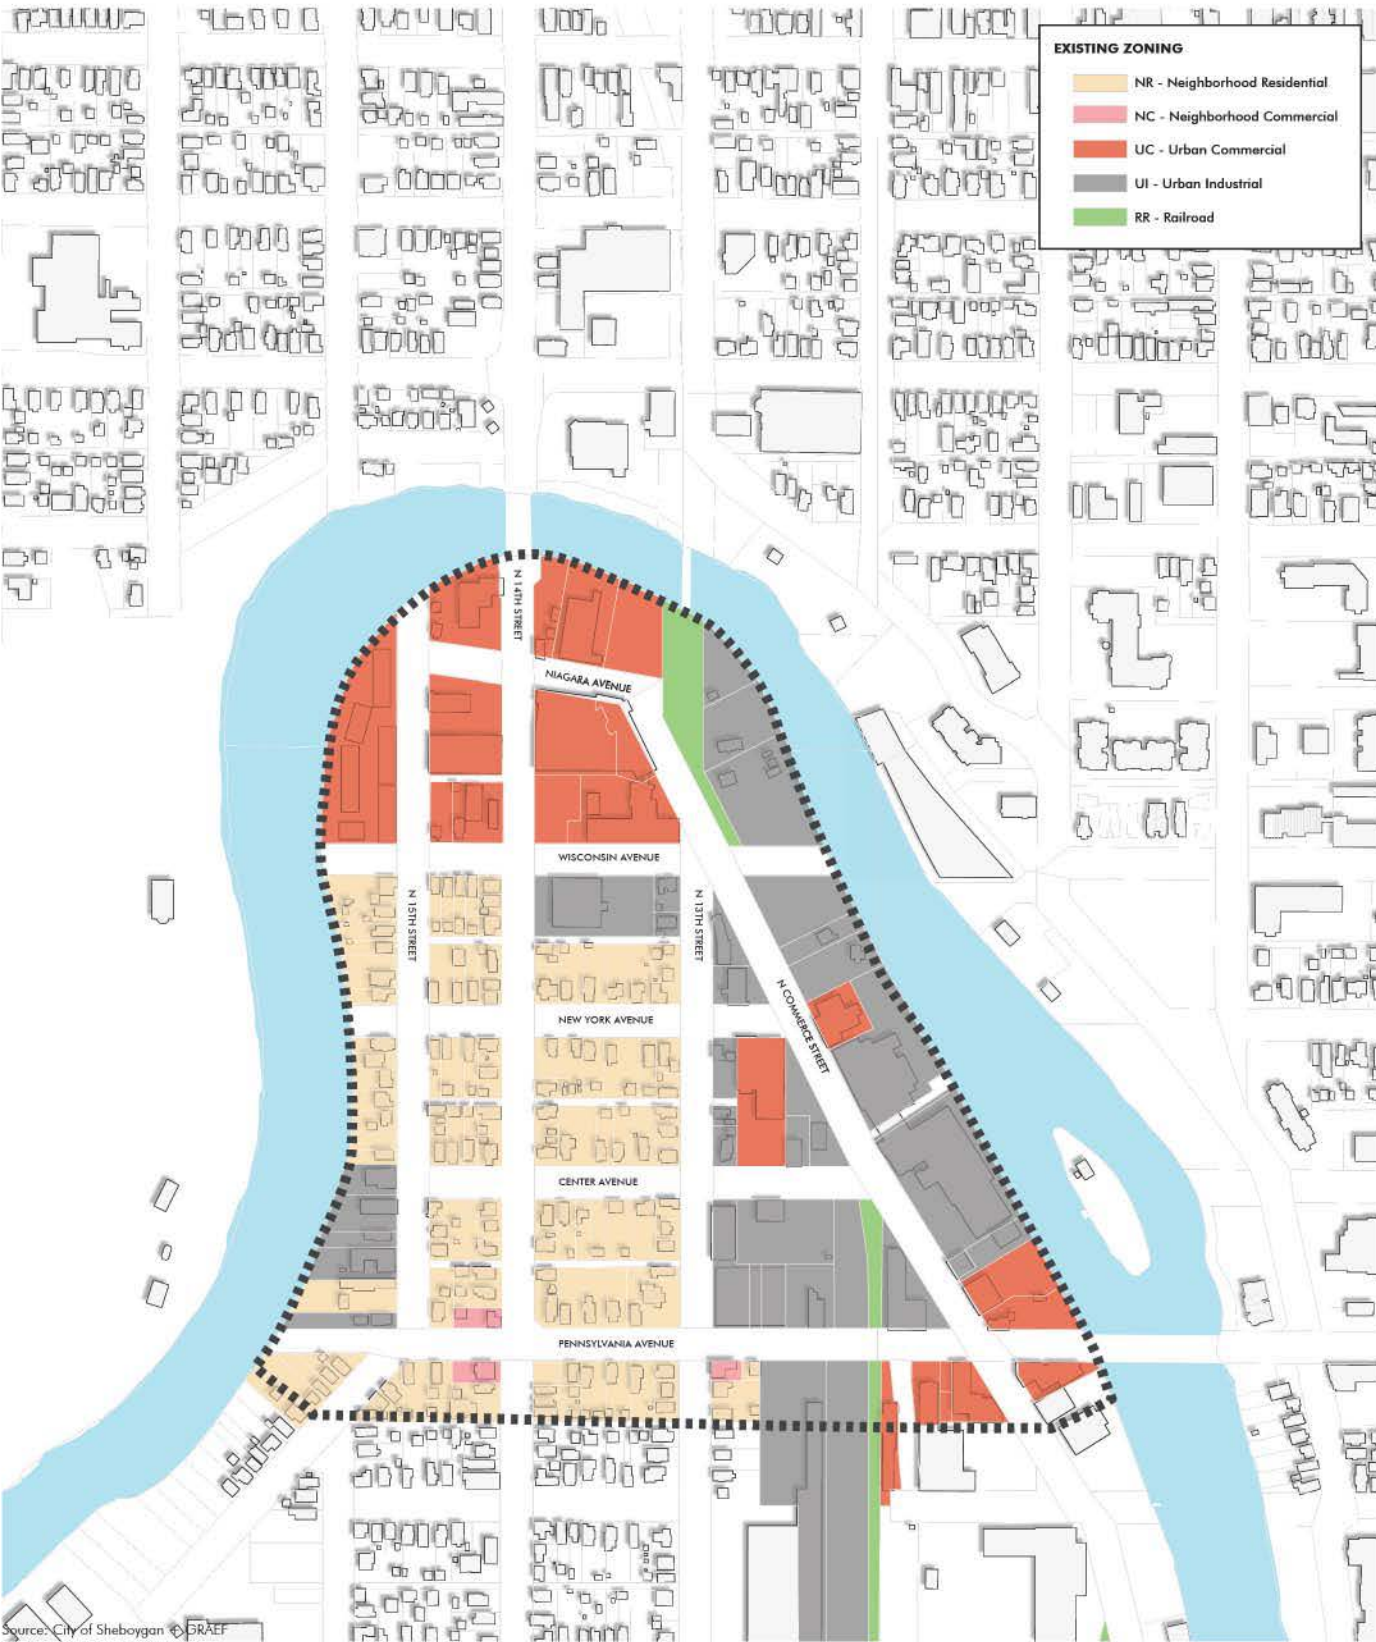 EXISTING ZONING
NR - Neighborhood Residential
NC - Neighborhood Commercial
UC - Urban Commercial
UI - Urban Industrial
RR - Railroad
N 14TH STREET
NIAGARA AVENUE
WISCONSIN AVENUE
N 15TH STREET
N 13TH STREET
N COMMERCE STREET
NEW YORK AVENUE
CENTER AVENUE
PENNSYLVANIA AVENUE
Source: City of Sheboygan & GRAEF